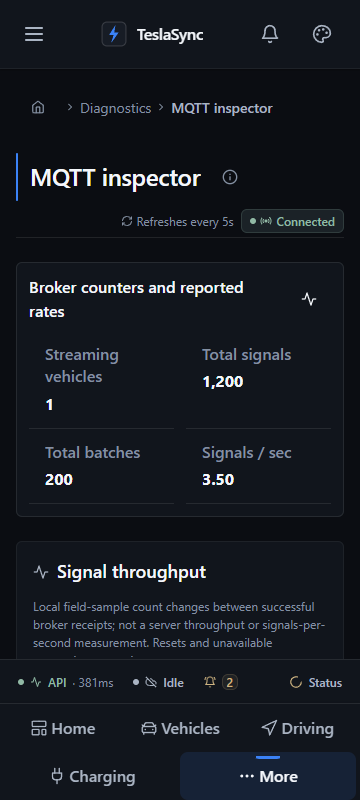 TeslaSync
Diagnostics > MQTT inspector
MQTT inspector
Refreshes every 5s
Connected
Broker counters and reported
rates
Streaming
vehicles
1
Total signals
1,200
Total batches
200
Signals / sec
3.50
Signal throughput
Local field-sample count changes between successful
broker receipts; not a server throughput or signals-per-
second measurement. Resets and unavailable
API · 381ms
Idle
2
Status
Home
Vehicles
Driving
Charging
More